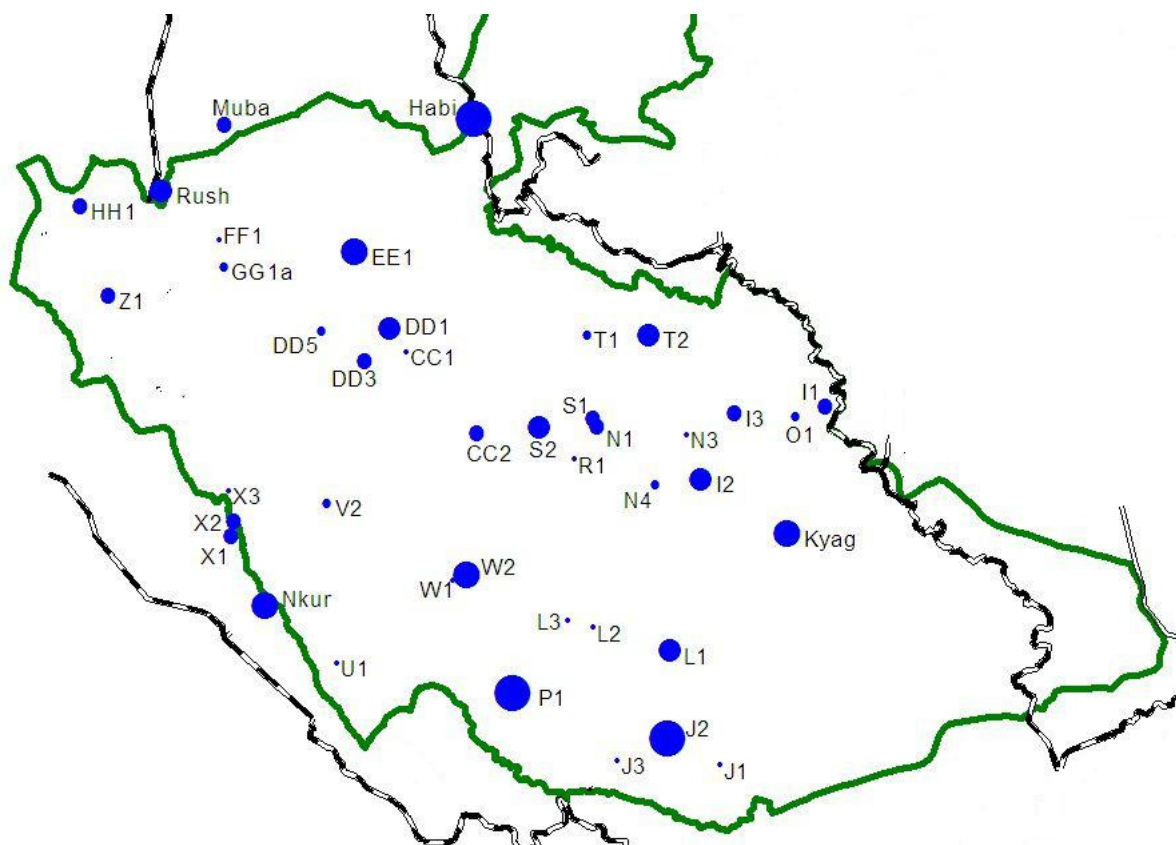 Muba
Habi
Rush
HH1
FF1
EE1
GG1a
Z1
DD1
DD5
CC1
DD3
T1
T2
S1
I3
I1
O1
N1
CC2
S2
N3
R1
N4
I2
X3
V2
X2
X1
Kyag
W2
W1
Nkur
L3
L2
L1
U1
P1
J2
J3
J1